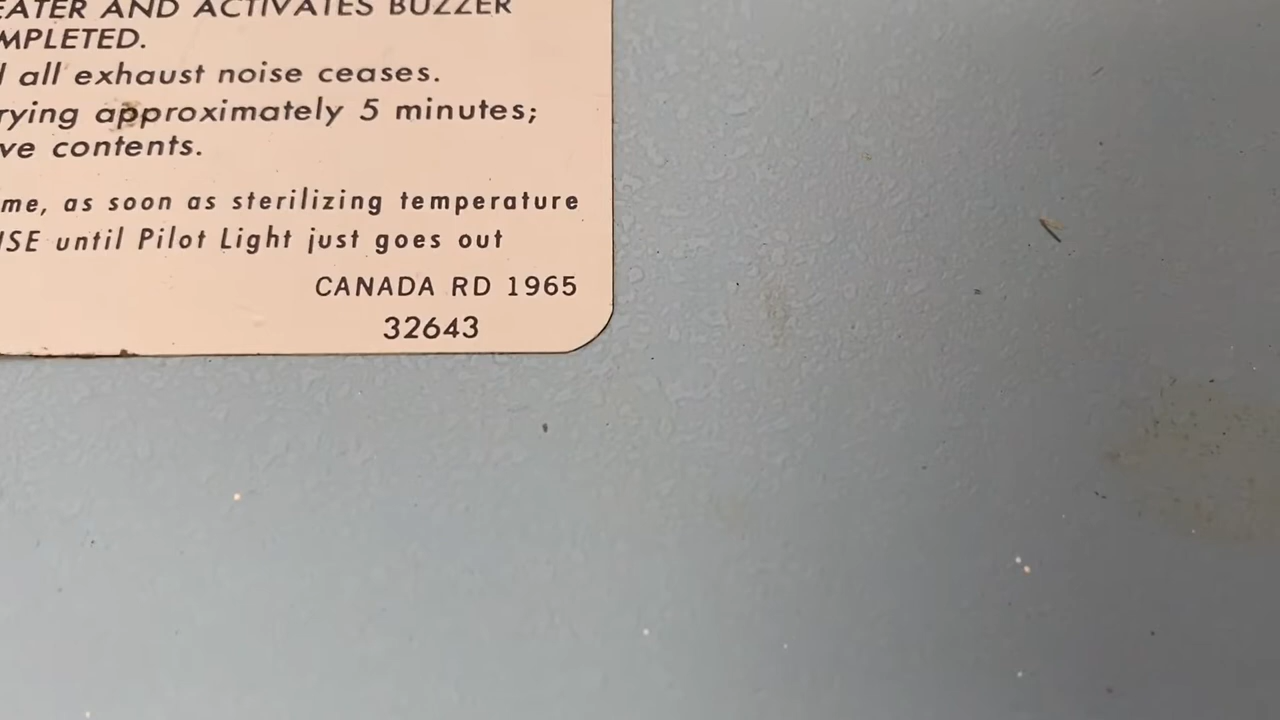 EATER AND ACTIVATES BUZZER
MPLETED.
all exhaust noise ceases.
rying approximately 5 minutes;
ve contents.
me, as soon as sterilizing temperature
SE until Pilot Light just goes out
CANADA RD 1965
32643